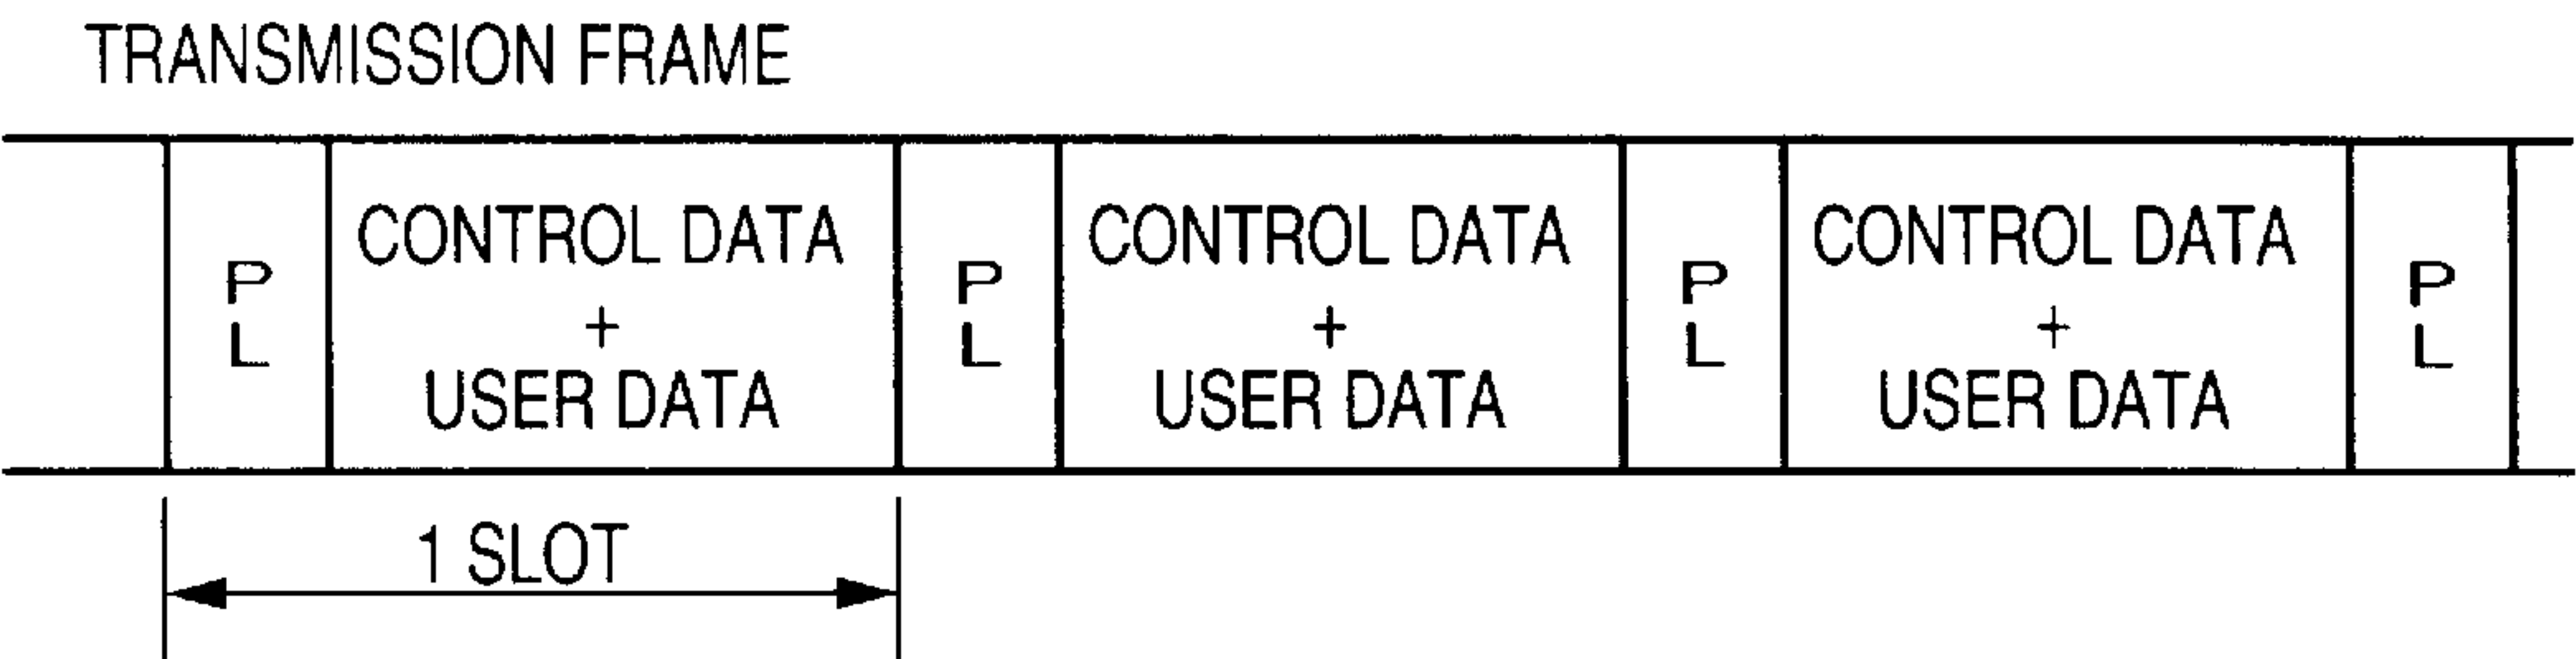 TRANSMISSION FRAME
P
L
CONTROL DATA
+
USER DATA
P
L
CONTROL DATA
+
USER DATA
P
L
CONTROL DATA
+
USER DATA
P
L
1 SLOT